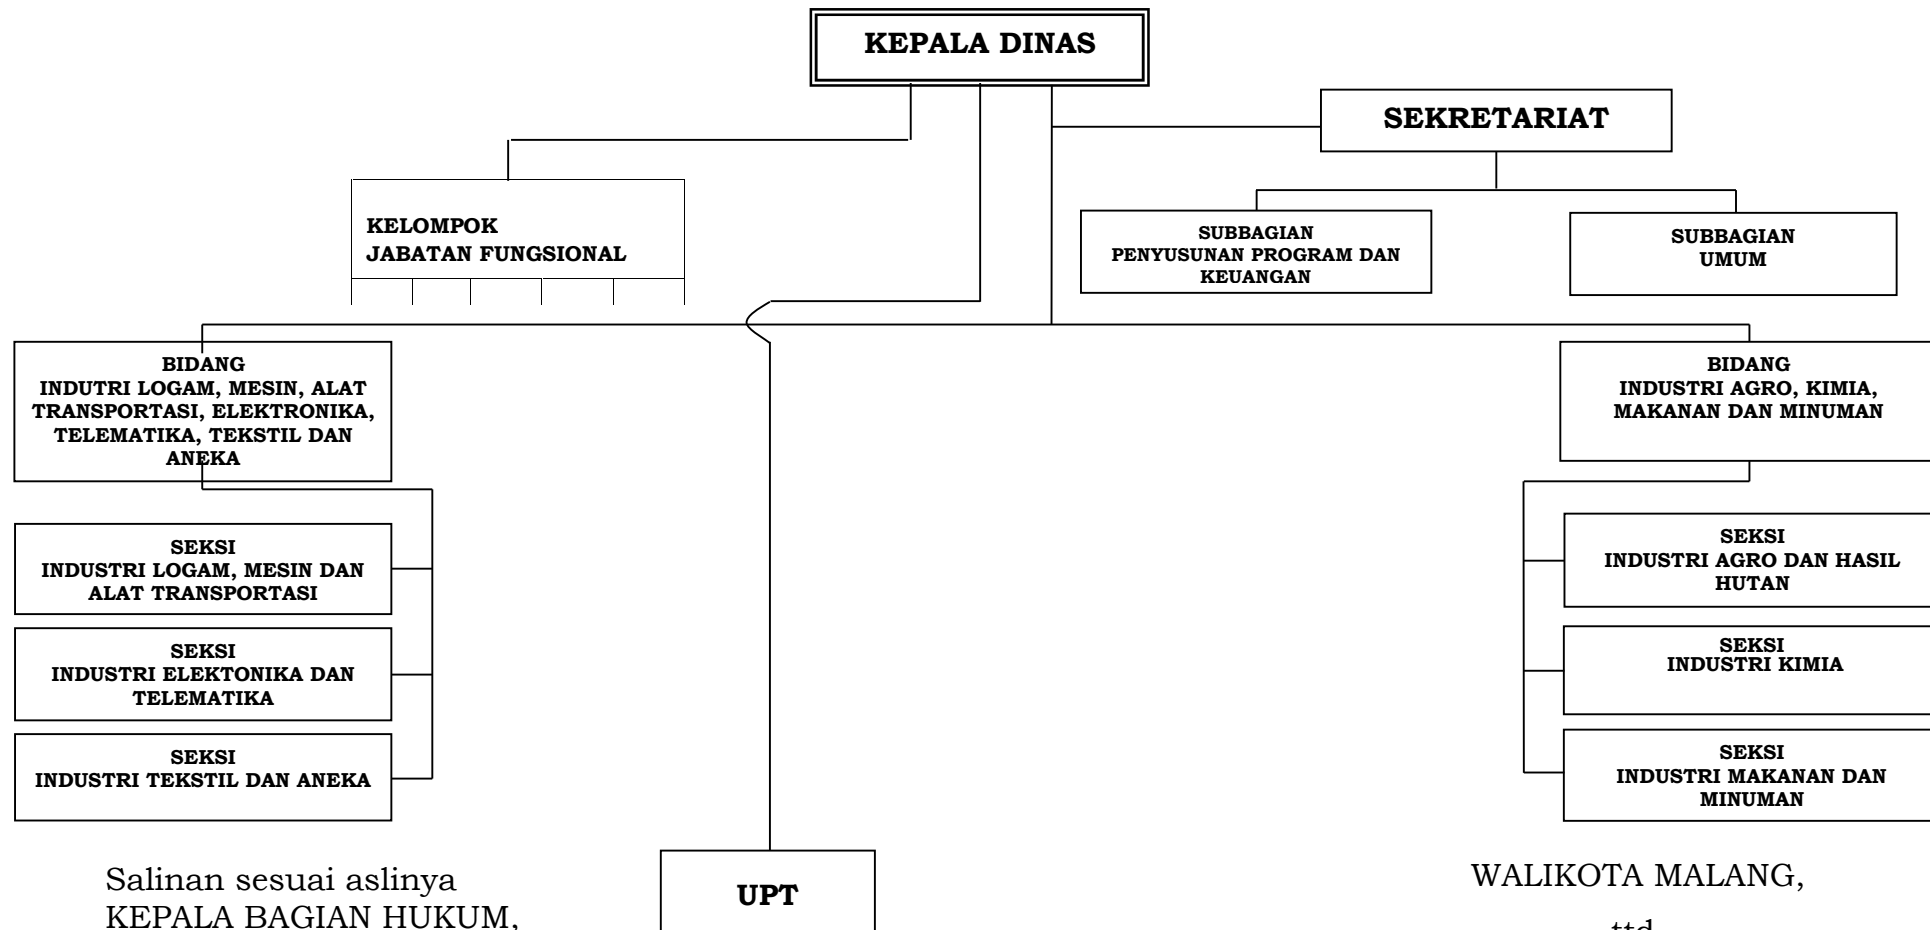 KEPALA DINAS
SEKRETARIAT
KELOMPOK
JABATAN FUNGSIONAL
SUBBAGIAN
PENYUSUNAN PROGRAM DAN
KEUANGAN
SUBBAGIAN
UMUM
BIDANG
INDUTRI LOGAM, MESIN, ALAT
TRANSPORTASI, ELEKTRONIKA,
TELEMATIKA, TEKSTIL DAN
ANEKA
BIDANG
INDUSTRI AGRO, KIMIA,
MAKANAN DAN MINUMAN
SEKSI
INDUSTRI LOGAM, MESIN DAN
ALAT TRANSPORTASI
SEKSI
INDUSTRI ELEKTONIKA DAN
TELEMATIKA
SEKSI
INDUSTRI TEKSTIL DAN ANEKA
SEKSI
INDUSTRI AGRO DAN HASIL
HUTAN
SEKSI
INDUSTRI KIMIA
SEKSI
INDUSTRI MAKANAN DAN
MINUMAN
UPT
Salinan sesuai aslinya
KEPALA BAGIAN HUKUM,
WALIKOTA MALANG,
ttd